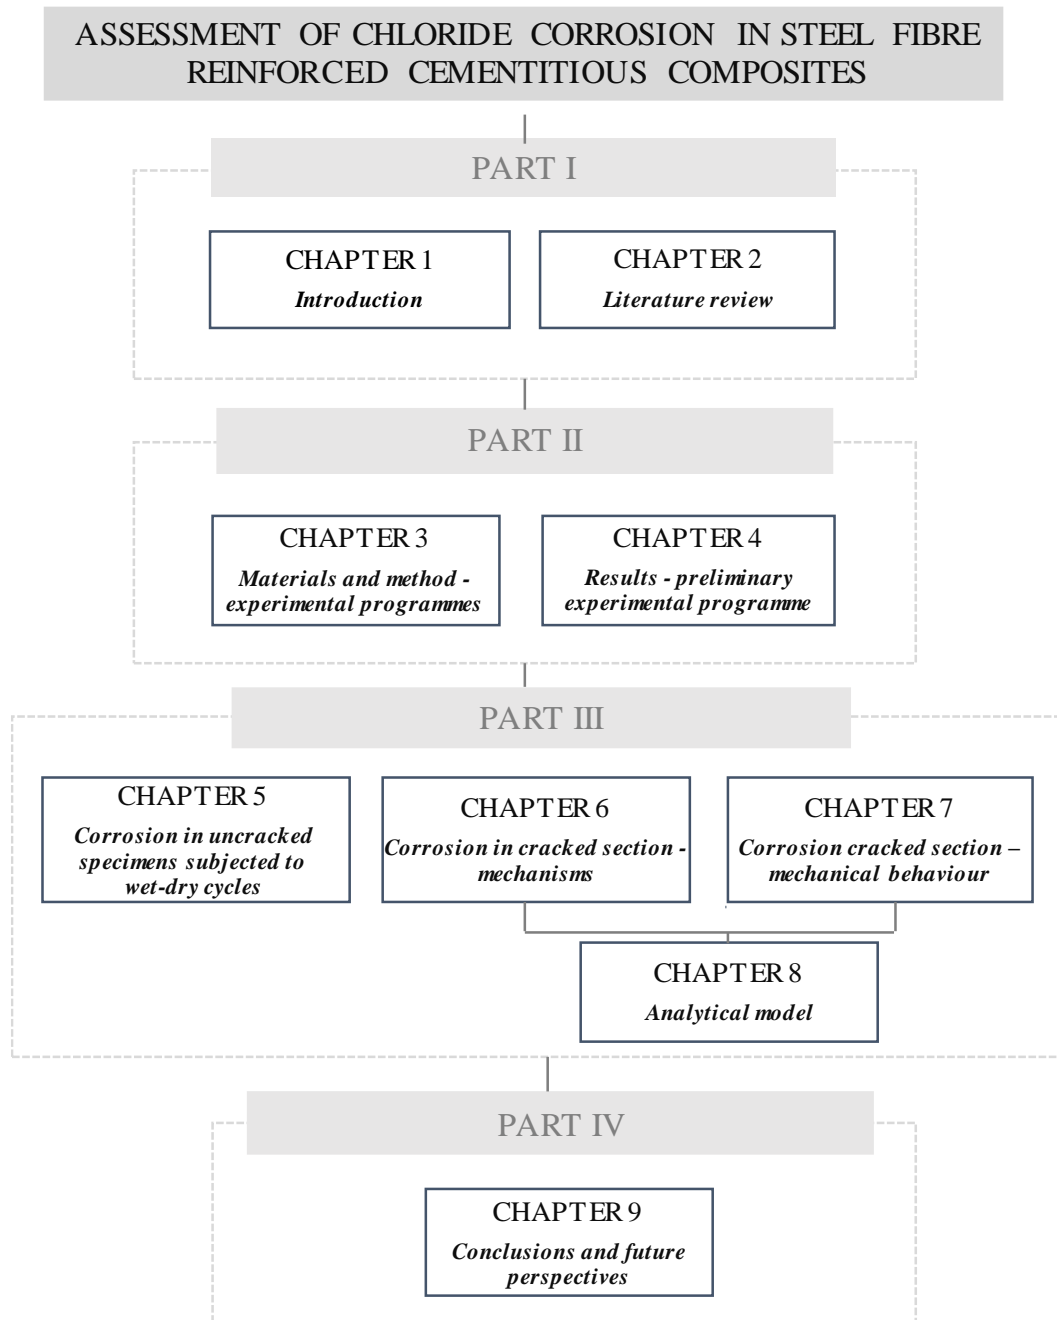 ASSESSMENT OF CHLORIDE CORROSION IN STEEL FIBRE
REINFORCED CEMENTITIOUS COMPOSITES
PART I
CHAPTER 1
Introduction
CHAPTER 2
Literature review
PART II
CHAPTER 3
Materials and method -
experimental programmes
CHAPTER 4
Results - preliminary
experimental programme
PART III
CHAPTER 5
Corrosion in uncracked
specimens subjected to
wet-dry cycles
CHAPTER 6
Corrosion in cracked section -
mechanisms
CHAPTER 7
Corrosion cracked section –
mechanical behaviour
CHAPTER 8
Analytical model
PART IV
CHAPTER 9
Conclusions and future
perspectives